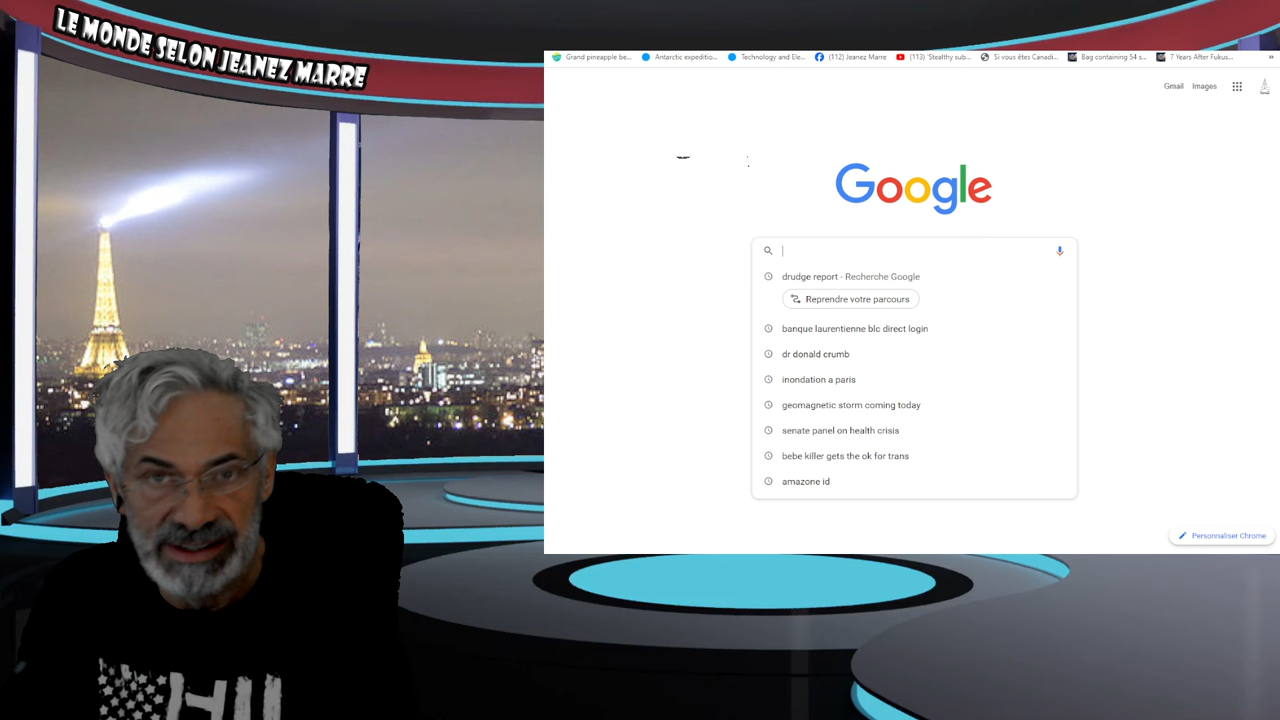 LE MONDE SELON JEANEZ MARRE
Grand pineapple be... Antarctic expeditio... Technology and Ele... (112) Jeanez Marre (113) 'Stealthy sub... Si vous êtes Canadi... Bag containing 54 s... 7 Years After Fukus... »
Gmail Images
Google
drudge report - Recherche Google
Reprendre votre parcours
banque laurentienne blc direct login
dr donald crumb
inondation a paris
geomagnetic storm coming today
senate panel on health crisis
bebe killer gets the ok for trans
amazone id
Personnaliser Chrome